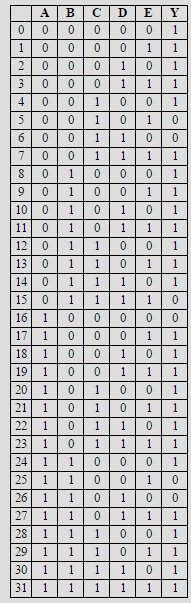 A B C D E Y
0 0 0 0 0 0 1
1 0 0 0 0 1 1
2 0 0 0 1 0 1
3 0 0 0 1 1 1
4 0 0 1 0 0 1
5 0 0 1 0 1 0
6 0 0 1 1 0 0
7 0 0 1 1 1 1
8 0 1 0 0 0 1
9 0 1 0 0 1 1
10 0 1 0 1 0 1
11 0 1 0 1 1 1
12 0 1 1 0 0 1
13 0 1 1 0 1 1
14 0 1 1 1 0 1
15 0 1 1 1 1 0
16 1 0 0 0 0 0
17 1 0 0 0 1 1
18 1 0 0 1 0 1
19 1 0 0 1 1 1
20 1 0 1 0 0 1
21 1 0 1 0 1 1
22 1 0 1 1 0 1
23 1 0 1 1 1 1
24 1 1 0 0 0 1
25 1 1 0 0 1 0
26 1 1 0 1 0 0
27 1 1 0 1 1 1
28 1 1 1 0 0 1
29 1 1 1 0 1 1
30 1 1 1 1 0 1
31 1 1 1 1 1 1